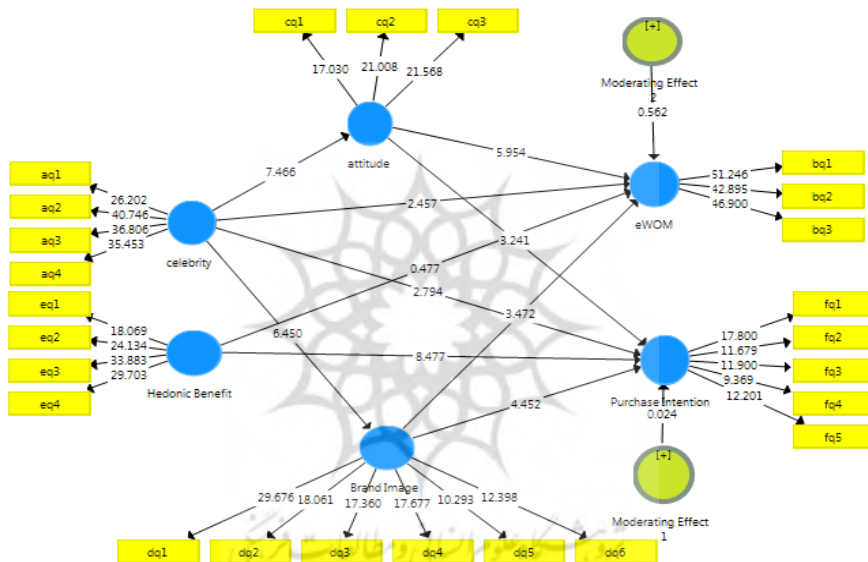 cq1
cq2
cq3
[+]
17.030
21.008
21.568
Moderating Effect
2
0.562
attitude
5.954
bq1
51.246
bq2
42.895
46.900
bq3
eWOM
aq1
26.202
aq2
40.746
aq3
36.806
35.453
aq4
celebrity
7.466
2.457
3.241
0.477
2.794
6.450
3.472
eq1
18.069
eq2
24.134
eq3
33.883
29.703
eq4
Hedonic Benefit
8.477
4.452
fq1
17.800
fq2
11.679
11.900
fq3
9.369
fq4
12.201
fq5
Purchase Intention
0.024
[+]
Moderating Effect
1
Brand Image
29.676
18.061
17.360
17.677
10.293
12.398
dq1
dq2
dq3
dq4
dq5
dq6
پژوهشگاه علوم انسانی و مطالعات فرهنگی